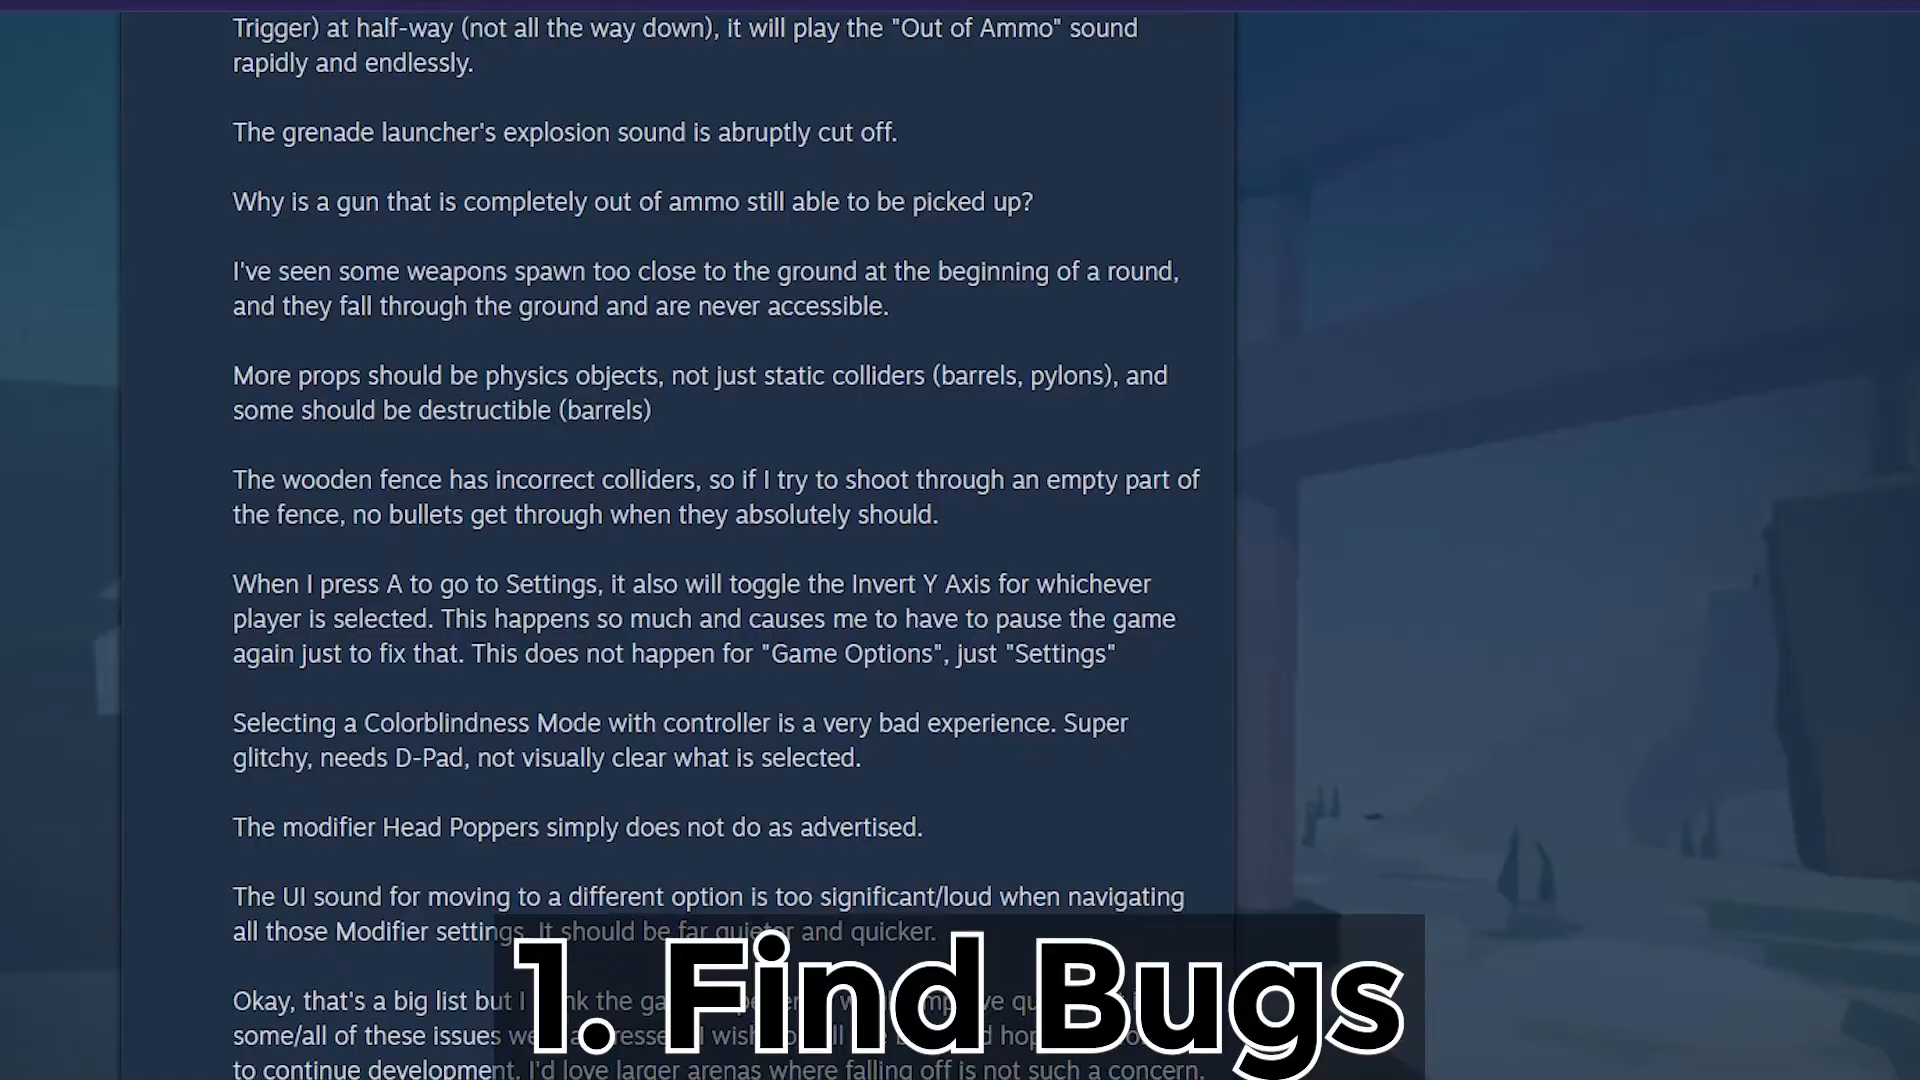 Trigger) at half-way (not all the way down), it will play the "Out of Ammo" sound
rapidly and endlessly.
The grenade launcher's explosion sound is abruptly cut off.
Why is a gun that is completely out of ammo still able to be picked up?
I've seen some weapons spawn too close to the ground at the beginning of a round,
and they fall through the ground and are never accessible.
More props should be physics objects, not just static colliders (barrels, pylons), and
some should be destructible (barrels)
The wooden fence has incorrect colliders, so if I try to shoot through an empty part of
the fence, no bullets get through when they absolutely should.
When I press A to go to Settings, it also will toggle the Invert Y Axis for whichever
player is selected. This happens so much and causes me to have to pause the game
again just to fix that. This does not happen for "Game Options", just "Settings"
Selecting a Colorblindness Mode with controller is a very bad experience. Super
glitchy, needs D-Pad, not visually clear what is selected.
The modifier Head Poppers simply does not do as advertised.
The UI sound for moving to a different option is too significant/loud when navigating
all those Modifier settings. It should be far quieter and quicker.
Okay, that's a big list but I the
some/all of these issues wish
to continue development. I'd love larger arenas where falling off is not such a concern.
1. Find Bugs